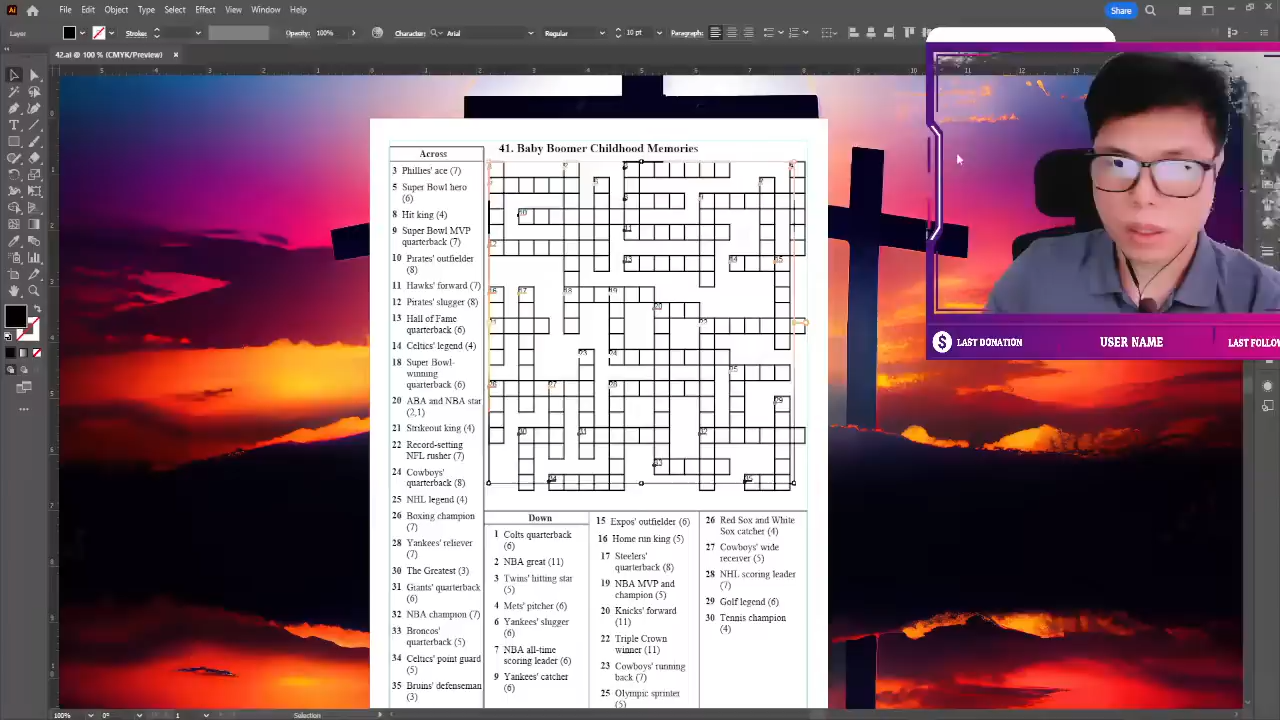 File Edit Object Type Select Effect View Window Help
Share
Layer
Stroke:
Opacity: 100%
Character:
Arial
Regular
10 pt
Paragraph:
42.ai @ 100 % (CMYK/Preview)
41. Baby Boomer Childhood Memories
Across
3 Phillies' ace (7)
5 Super Bowl hero
(6)
8 Hit king (4)
9 Super Bowl MVP
quarterback (7)
10 Pirates' outfielder
(8)
11 Hawks' forward (7)
12 Pirates' slugger (8)
13 Hall of Fame
quarterback (6)
14 Celtics' legend (4)
18 Super Bowl-
winning
quarterback (6)
20 ABA and NBA star
(2,1)
21 Strikeout king (4)
22 Record-setting
NFL rusher (7)
24 Cowboys'
quarterback (8)
25 NHL legend (4)
26 Boxing champion
(7)
28 Yankees' reliever
(7)
30 The Greatest (3)
31 Giants' quarterback
(6)
32 NBA champion (7)
33 Broncos'
quarterback (5)
34 Celtics' point guard
(5)
35 Bruins' defenseman
(3)
Down
1 Colts quarterback
(6)
2 NBA great (11)
3 Twins' hitting star
(5)
4 Mets' pitcher (6)
6 Yankees' slugger
(6)
7 NBA all-time
scoring leader (6)
9 Yankees' catcher
(6)
15 Expos' outfielder (6)
16 Home run king (5)
17 Steelers'
quarterback (8)
19 NBA MVP and
champion (5)
20 Knicks' forward
(11)
22 Triple Crown
winner (11)
23 Cowboys' running
back (7)
25 Olympic sprinter
(5)
26 Red Sox and White
Sox catcher (4)
27 Cowboys' wide
receiver (5)
28 NHL scoring leader
(7)
29 Golf legend (6)
30 Tennis champion
(4)
LAST DONATION
USER NAME
LAST FOLLO
100%
0°
1
Selection